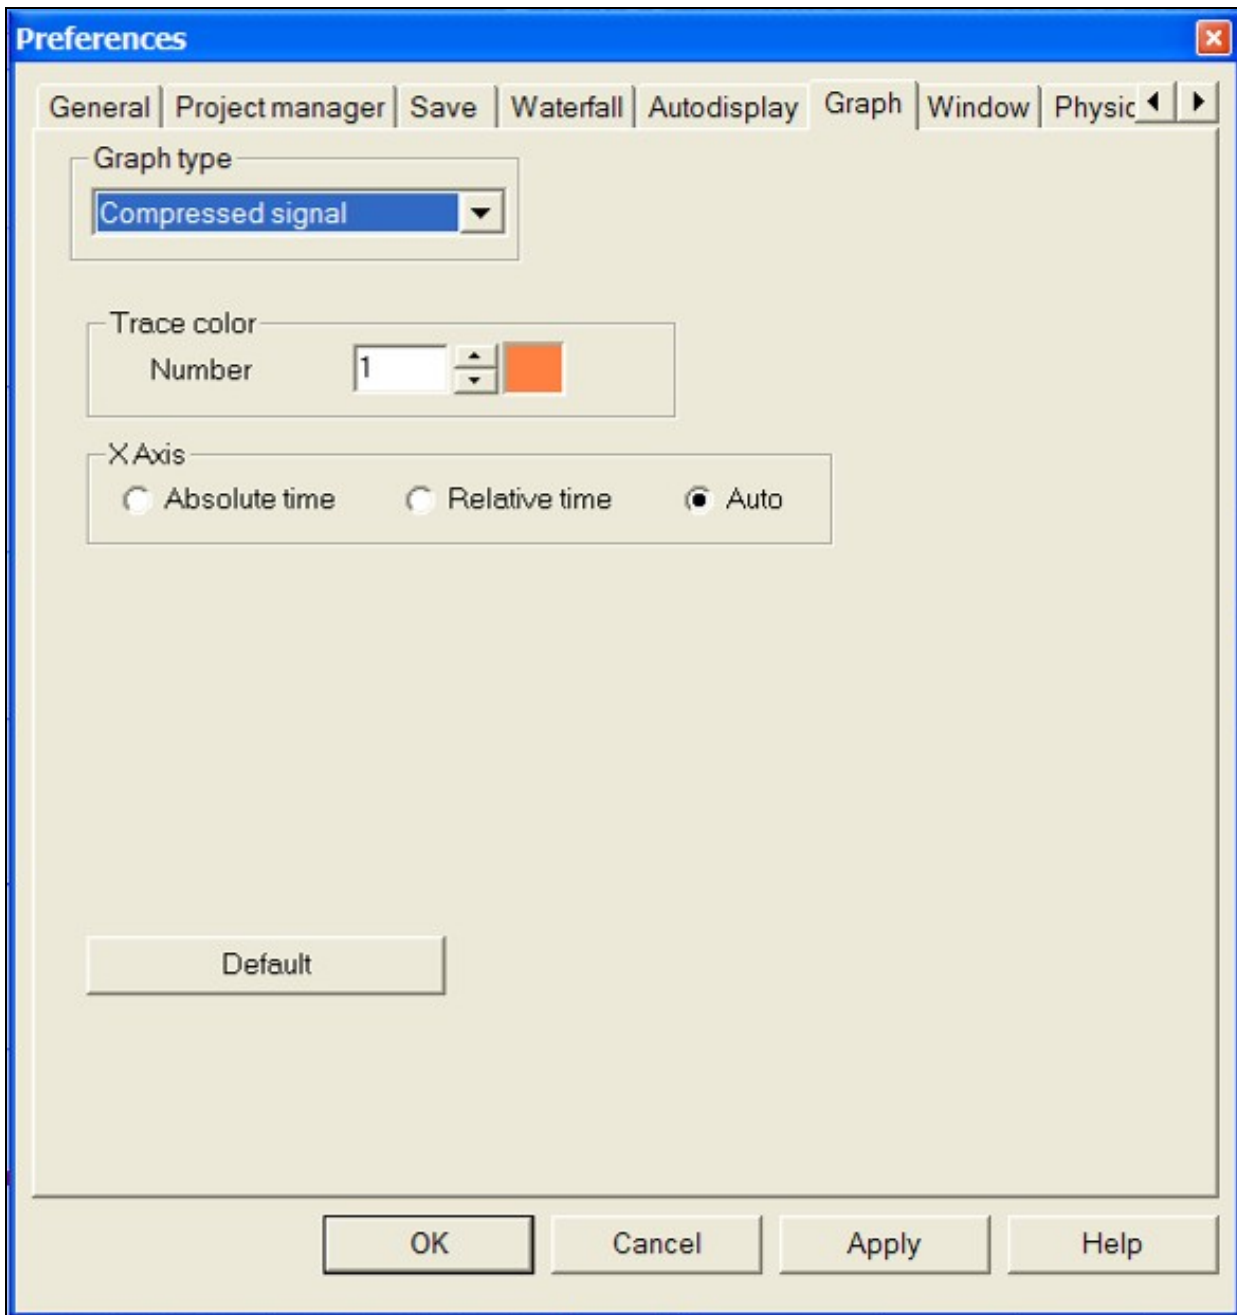 Preferences
General Project manager Save Waterfall Autodisplay Graph Window Physic
Graph type
Compressed signal
Trace color
Number 1
X Axis
Absolute time Relative time Auto
Default
OK Cancel Apply Help